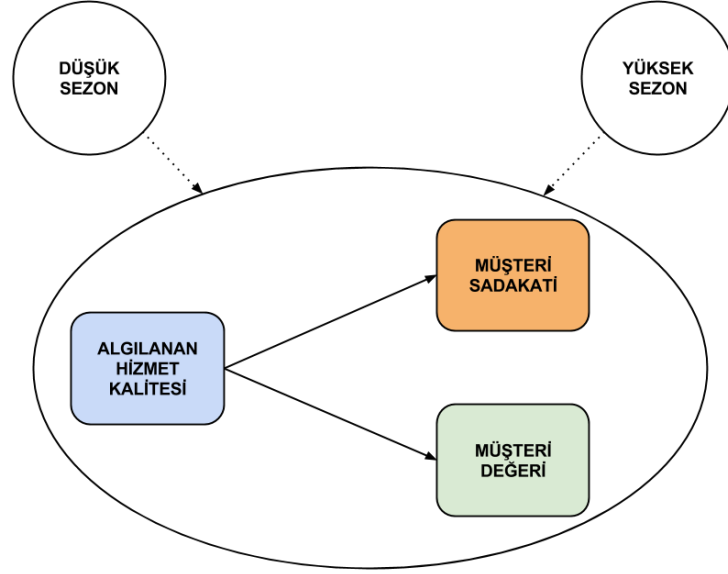 DÜŞÜK
SEZON
YÜKSEK
SEZON
MÜŞTERİ
SADAKATİ
ALGILANAN
HİZMET
KALİTESİ
MÜŞTERİ
DEĞERİ